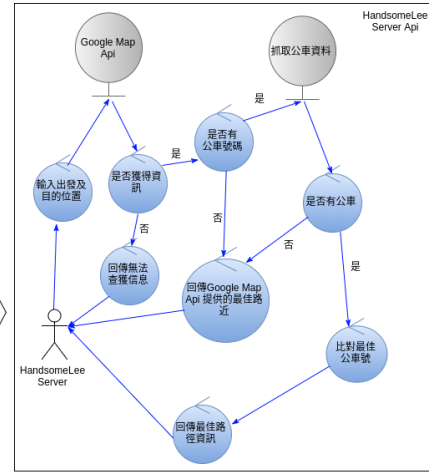 HandsomeLee
Server Api
Google Map
Api
抓取公車資料
是
是否有
公車號碼
是
是否獲得資
訊
輸入出發及
目的位置
是否有公車
否
否
否
回傳無法
查獲信息
回傳Google Map
Api 提供的最佳路
近
是
HandsomeLee
Server
比對最佳
公車號
回傳最佳路
徑資訊